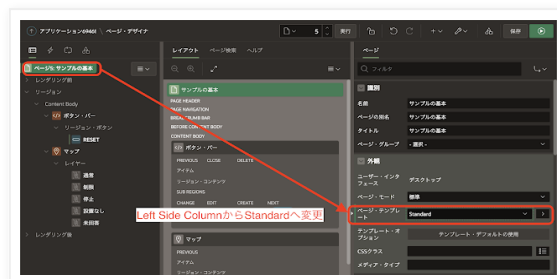 アプリケーション69401 \ ページ・デザイナ
5
実行
保存
ページ5: サンプルの基本
レンダリング前
リージョン
Content Body
ボタン・バー
リージョン・ボタン
RESET
マップ
レイヤー
通常
制限
停止
設置なし
未回答
レンダリング後
レイアウト ページ検索 ヘルプ
サンプルの基本
PAGE HEADER
PAGE NAVIGATION
BREADCRUMB BAR
BEFORE CONTENT BODY
CONTENT BODY
ボタン・バー
PREVIOUS CLOSE DELETE
アイテム
リージョン・コンテンツ
SUB REGIONS
CHANGE EDIT CREATE NEXT
マップ
PREVIOUS
アイテム
リージョン・コンテンツ
Left Side ColumnからStandardへ変更
ページ
フィルタ
識別
名前 サンプルの基本
ページの別名 サンプルの基本
タイトル サンプルの基本
ページ・グループ - 選択 -
外観
ユーザー・インタフェース デスクトップ
ページ・モード 標準
ページ・テンプレート Standard
テンプレート・オプション テンプレート・デフォルトの使用
CSSクラス
メディア・タイプ